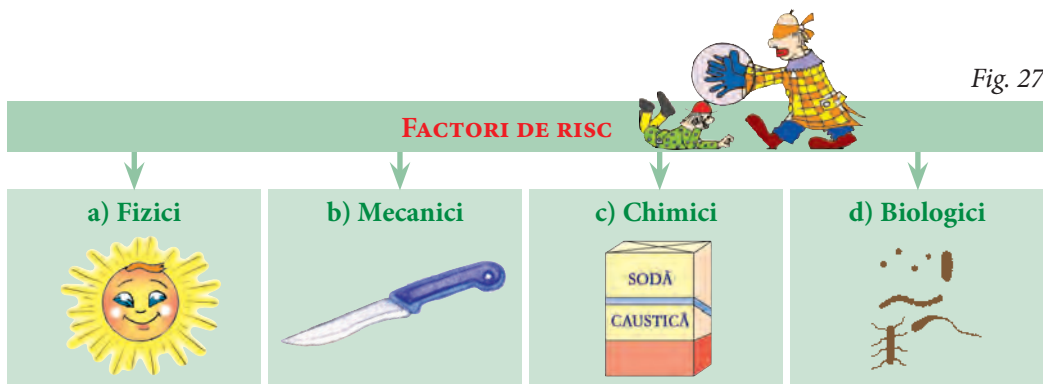 Fig. 27
FACTORI DE RISC
a) Fizici
b) Mecanici
c) Chimici
d) Biologici
SODĂ
CAUSTICĂ